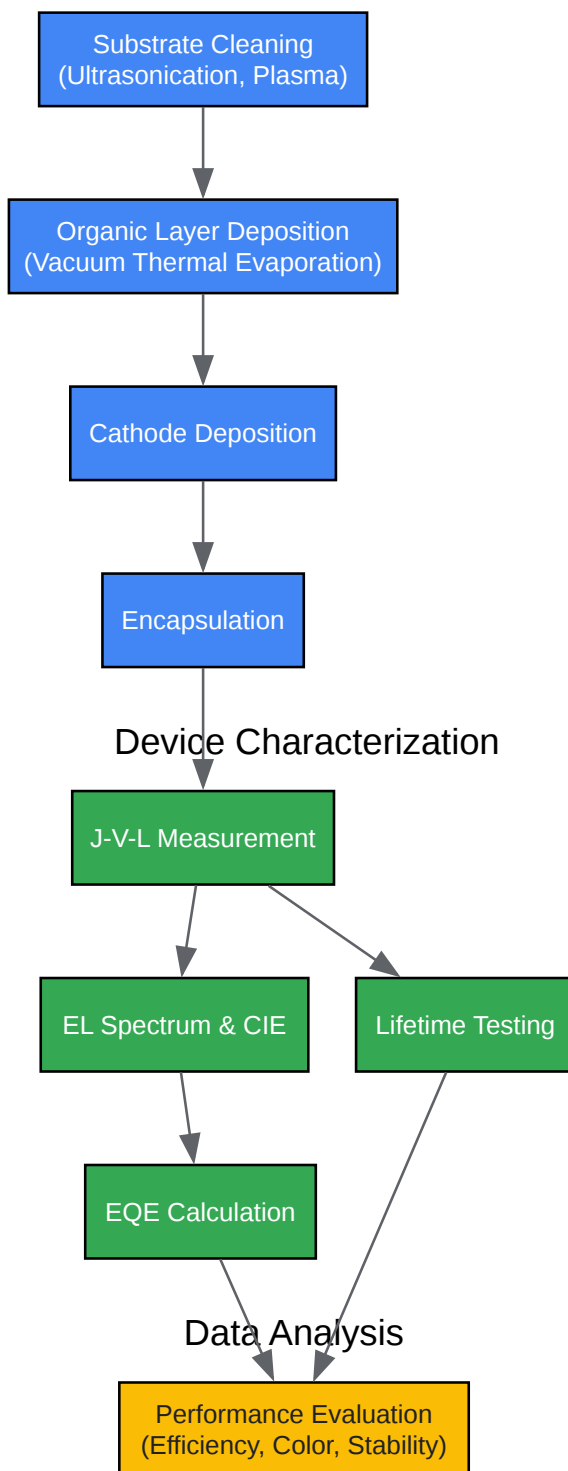 Substrate Cleaning
(Ultrasonication, Plasma)
Organic Layer Deposition
(Vacuum Thermal Evaporation)
Cathode Deposition
Encapsulation
Device Characterization
J-V-L Measurement
EL Spectrum & CIE
Lifetime Testing
EQE Calculation
Data Analysis
Performance Evaluation
(Efficiency, Color, Stability)